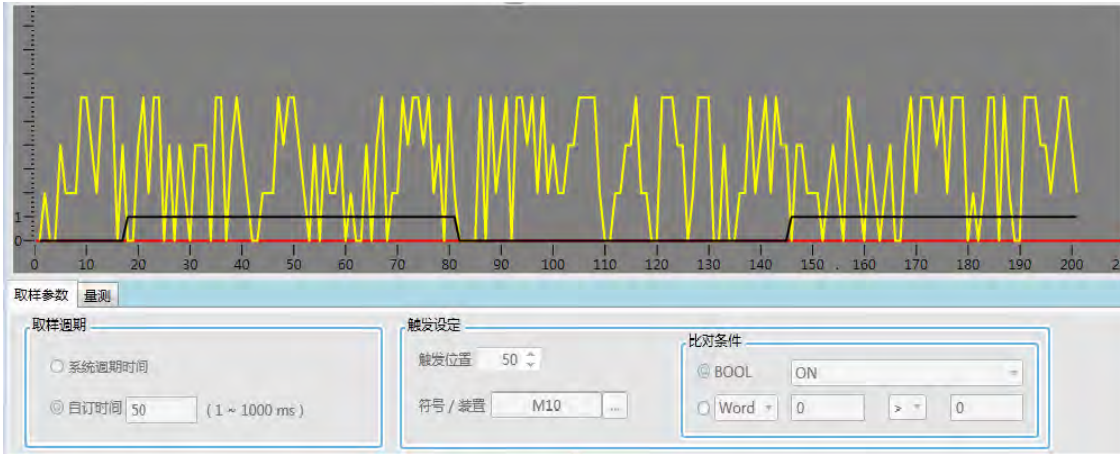 1
0
0 10 20 30 40 50 60 70 80 90 100 110 120 130 140 150 . 160 170 180 190 200 2
取样参数 量测
取样週期
系统週期时间
自订时间 50 ( 1 ~ 1000 ms )
触发设定
触发位置 50
符号 / 装置 M10 ...
比对条件
BOOL ON
Word 0 > 0